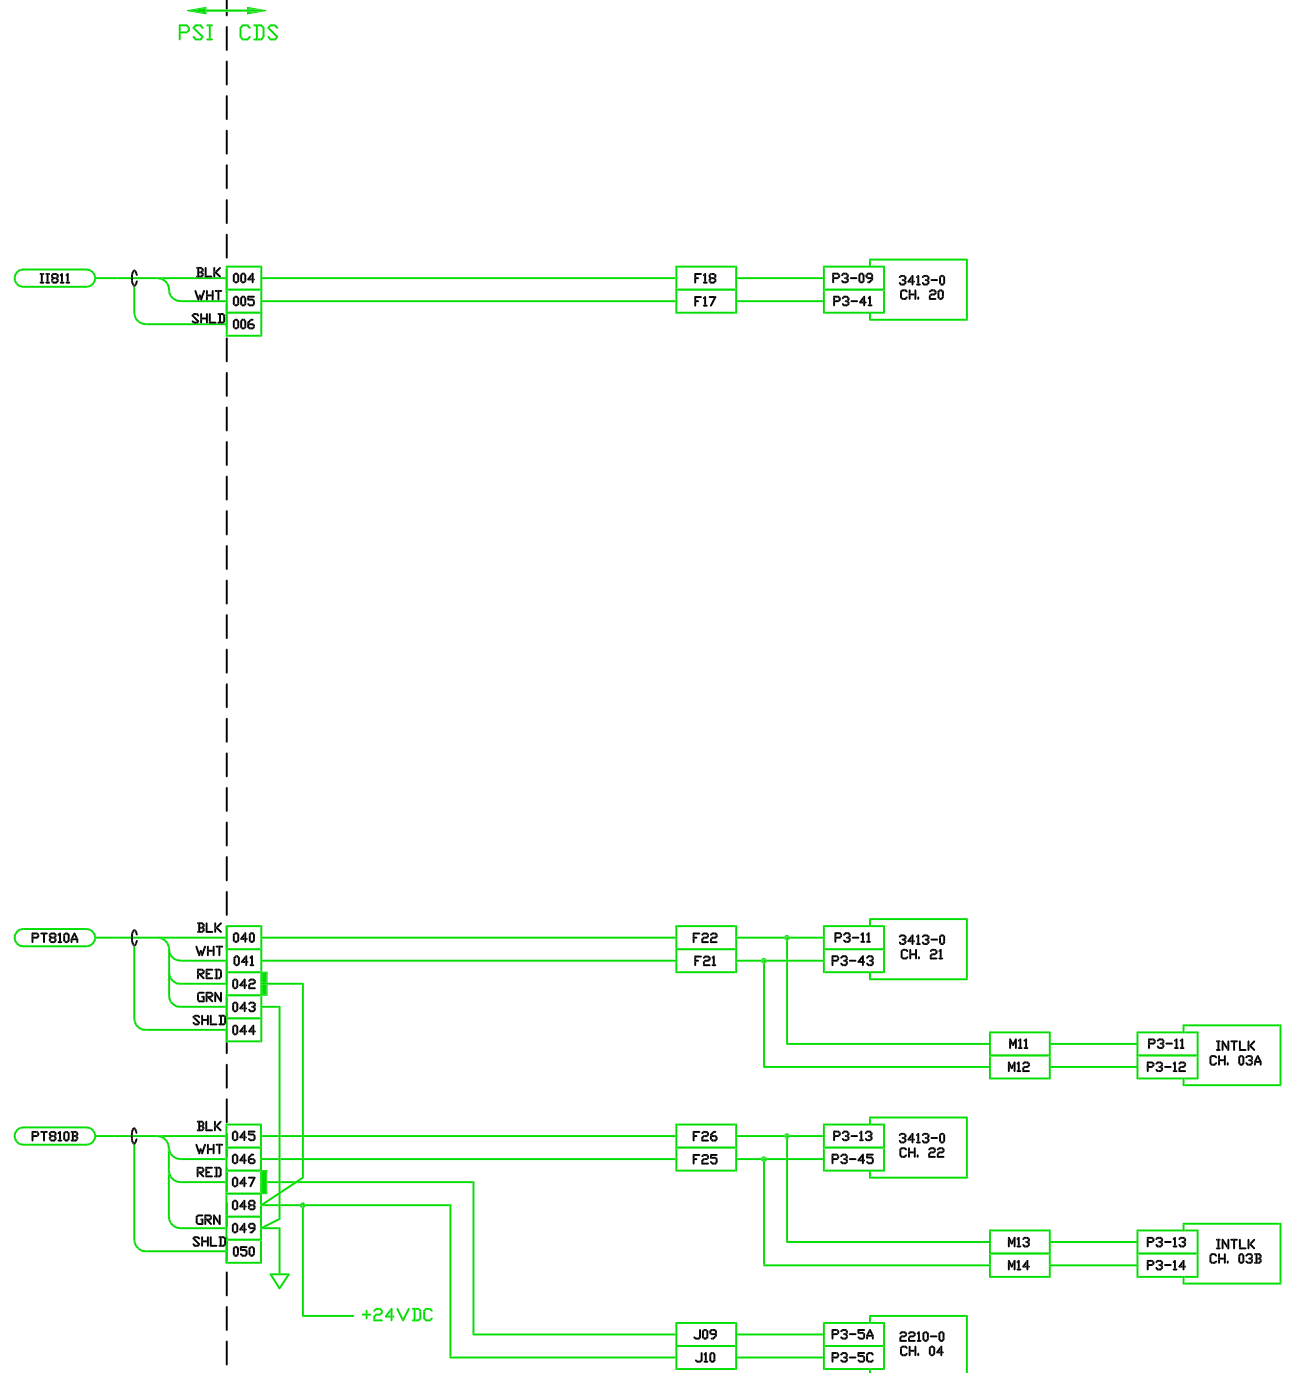 PSI CDS
II811 BLK 004 F18 P3-09 3413-0
WHT 005 F17 P3-41 CH. 20
SHLD 006
PT810A BLK 040 F22 P3-11 3413-0
WHT 041 F21 P3-43 CH. 21
RED 042
GRN 043
SHLD 044 M11 P3-11 INTLK
M12 P3-12 CH. 03A
PT810B BLK 045 F26 P3-13 3413-0
WHT 046 F25 P3-45 CH. 22
RED 047
048
GRN 049
SHLD 050 M13 P3-13 INTLK
M14 P3-14 CH. 03B
+24VDC
J09 P3-5A 2210-0
J10 P3-5C CH. 04